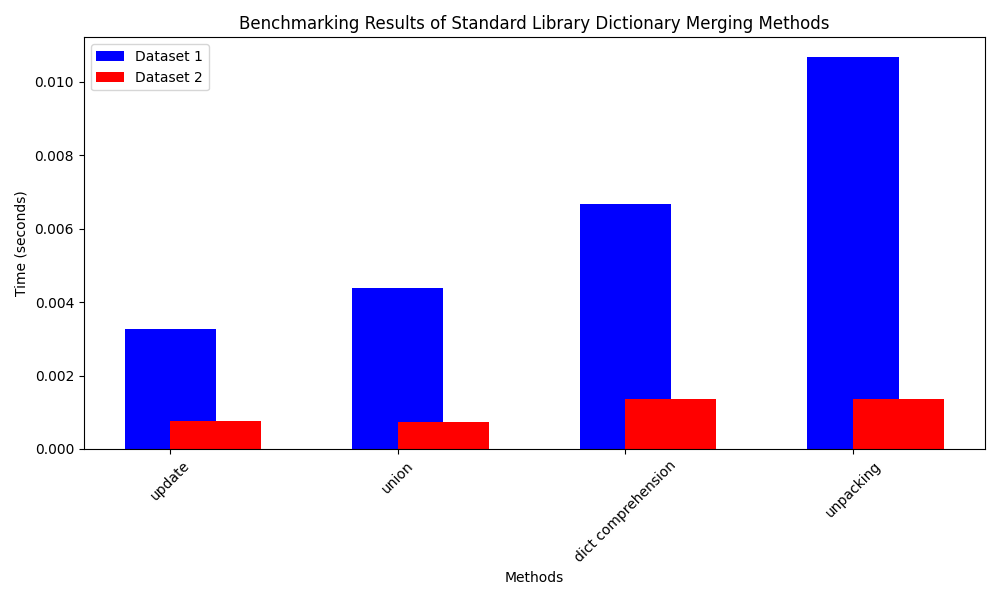 Benchmarking Results of Standard Library Dictionary Merging Methods
Dataset 1
Dataset 2
Time (seconds)
0.010
0.008
0.006
0.004
0.002
0.000
update
union
dict comprehension
unpacking
Methods